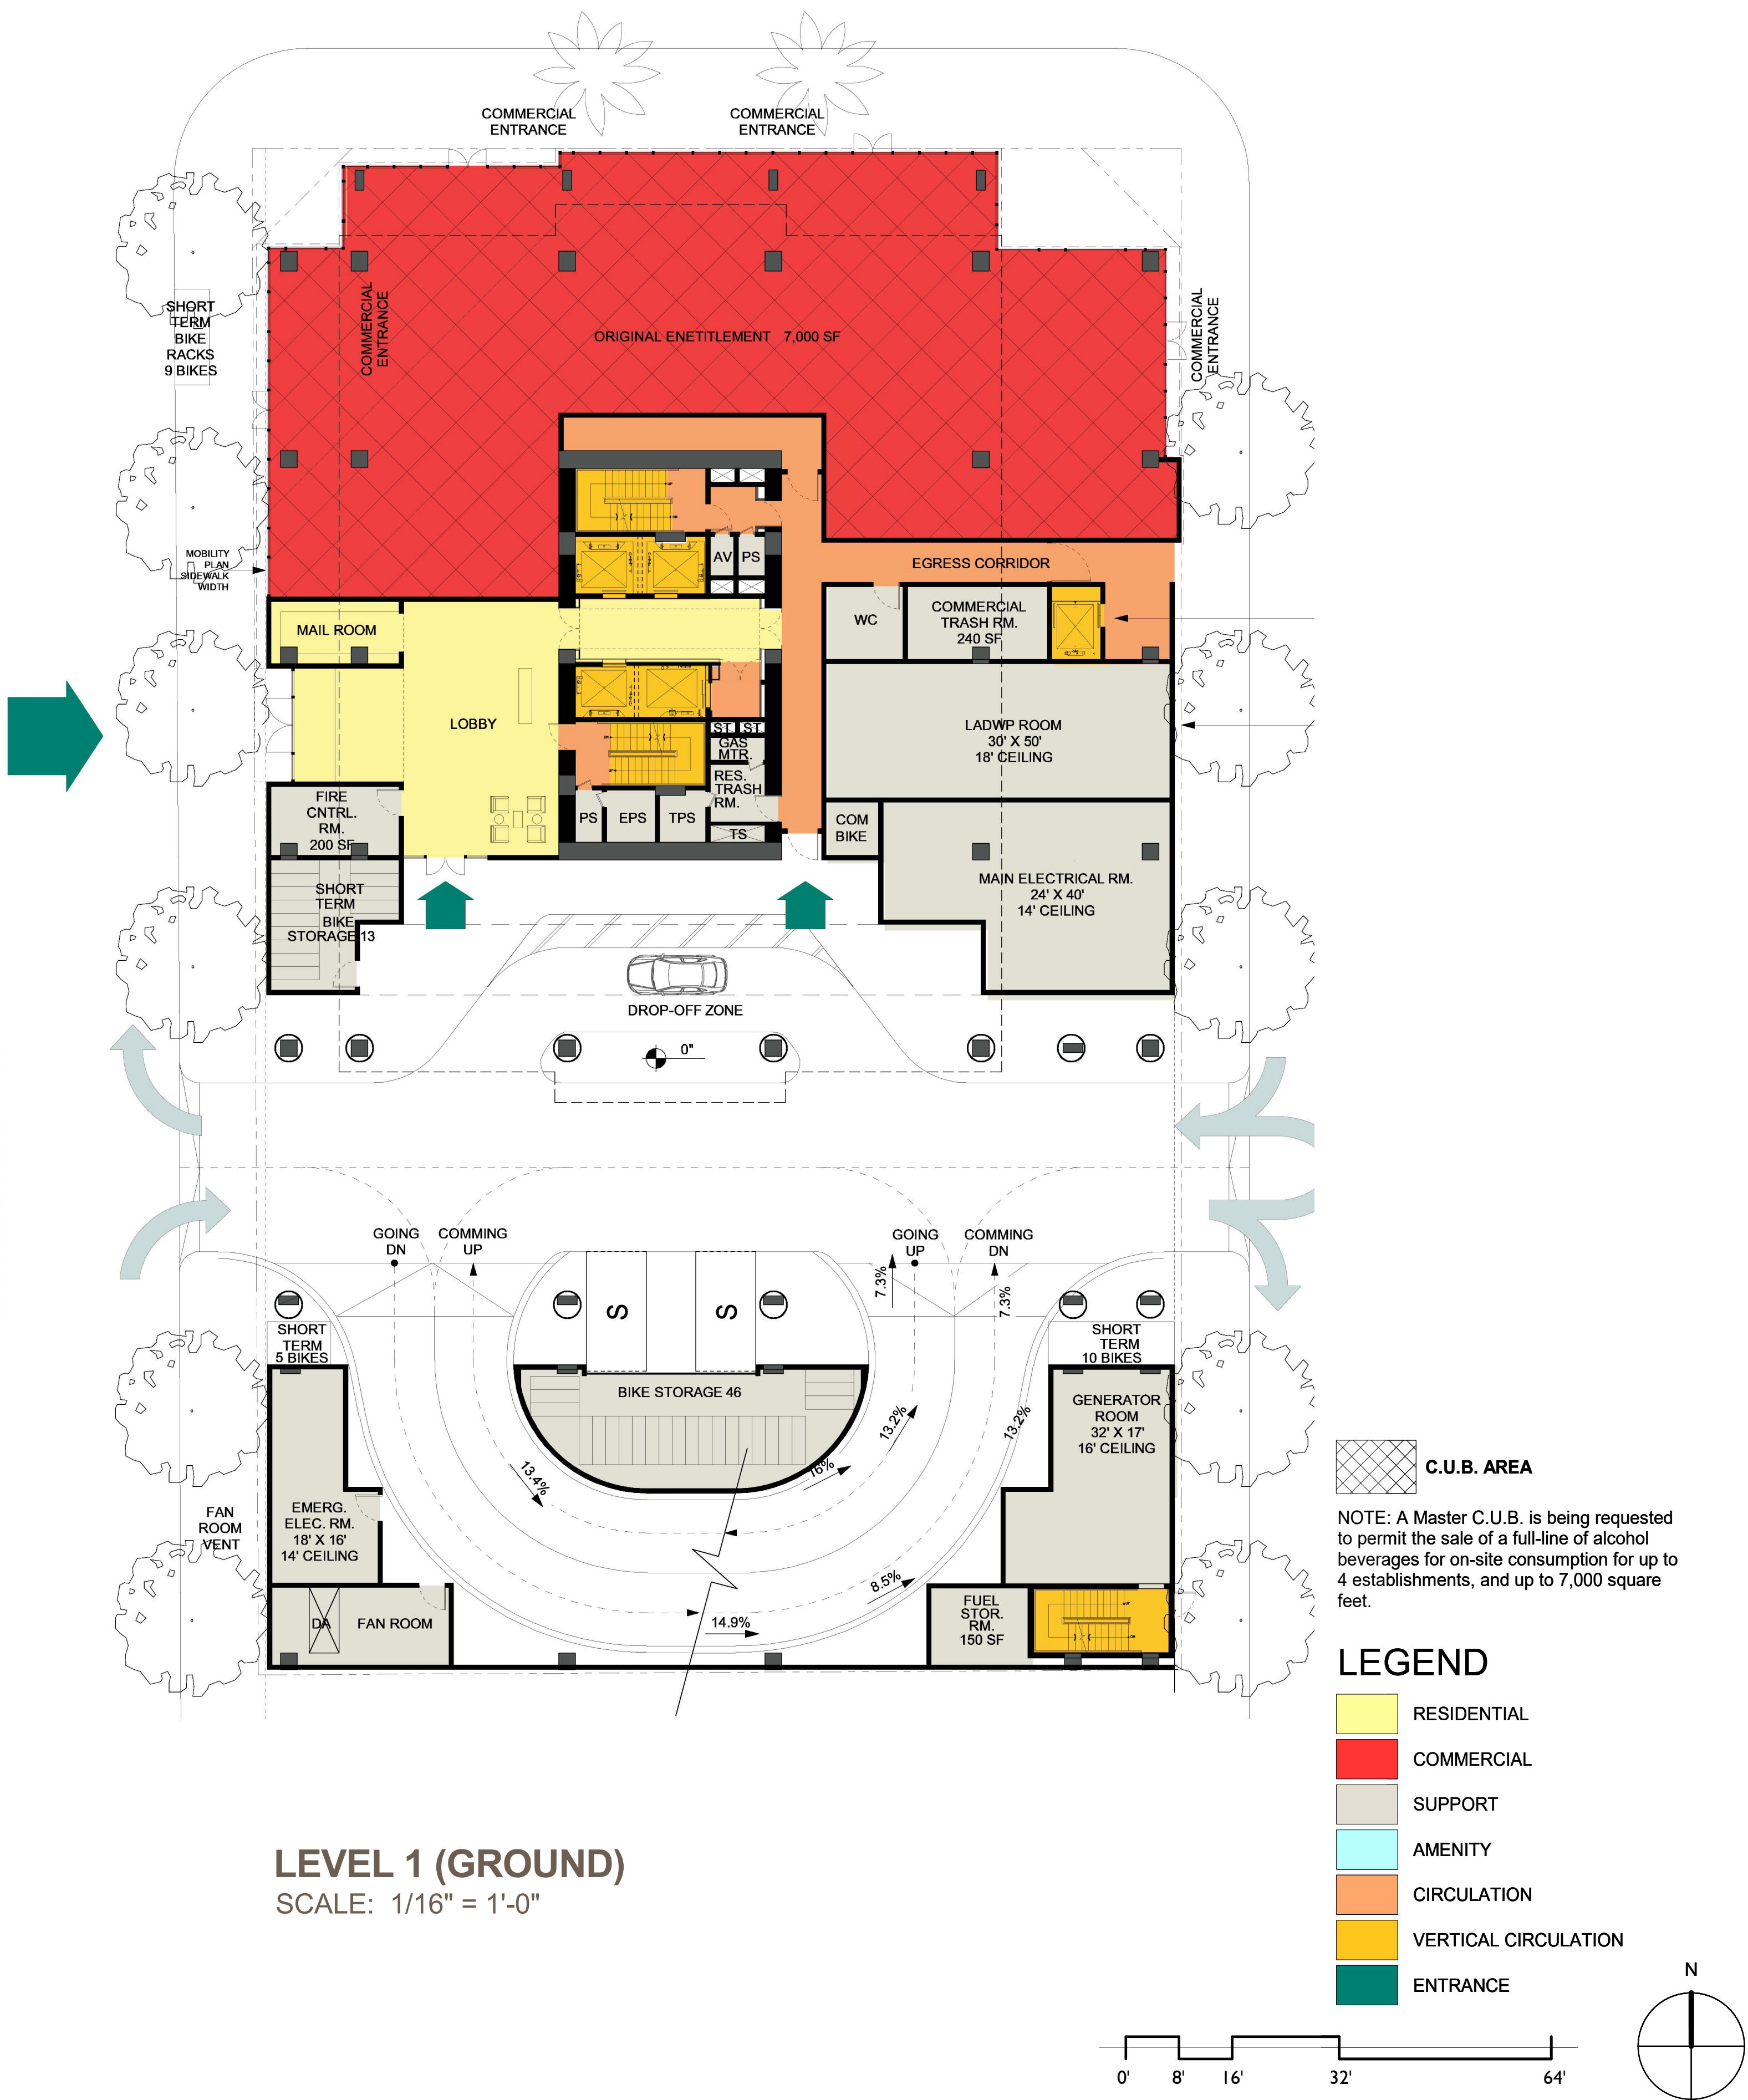 COMMERCIAL
ENTRANCE
COMMERCIAL
ENTRANCE
SHORT
TERM
BIKE
RACKS
9 BIKES
COMMERCIAL
ENTRANCE
ORIGINAL ENETITLEMENT 7,000 SF
COMMERCIAL
ENTRANCE
MOBILITY
PLAN
SIDEWALK
WIDTH
AV
PS
EGRESS CORRIDOR
MAIL ROOM
WC
COMMERCIAL
TRASH RM.
240 SF
LOBBY
LADWP ROOM
30' X 50'
18' CEILING
ST
ST
GAS
MTR.
RES.
TRASH
RM.
FIRE
CNTRL.
RM.
200 SF
PS
EPS
TPS
TS
COM
BIKE
SHORT
TERM
BIKE
STORAGE 13
MAIN ELECTRICAL RM.
24' X 40'
14' CEILING
DROP-OFF ZONE
0"
GOING
DN
COMMING
UP
GOING
UP
COMMING
DN
7.3%
7.3%
S
S
SHORT
TERM
5 BIKES
SHORT
TERM
10 BIKES
BIKE STORAGE 46
GENERATOR
ROOM
32' X 17'
16' CEILING
13.2%
13.2%
16%
13.4%
C.U.B. AREA
FAN
ROOM
VENT
EMERG.
ELEC. RM.
18' X 16'
14' CEILING
NOTE: A Master C.U.B. is being requested
to permit the sale of a full-line of alcohol
beverages for on-site consumption for up to
4 establishments, and up to 7,000 square
feet.
8.5%
14.9%
DA
FAN ROOM
FUEL
STOR.
RM.
150 SF
LEGEND
RESIDENTIAL
COMMERCIAL
SUPPORT
AMENITY
CIRCULATION
VERTICAL CIRCULATION
ENTRANCE
LEVEL 1 (GROUND)
SCALE: 1/16" = 1'-0"
N
0'
8'
16'
32'
64'